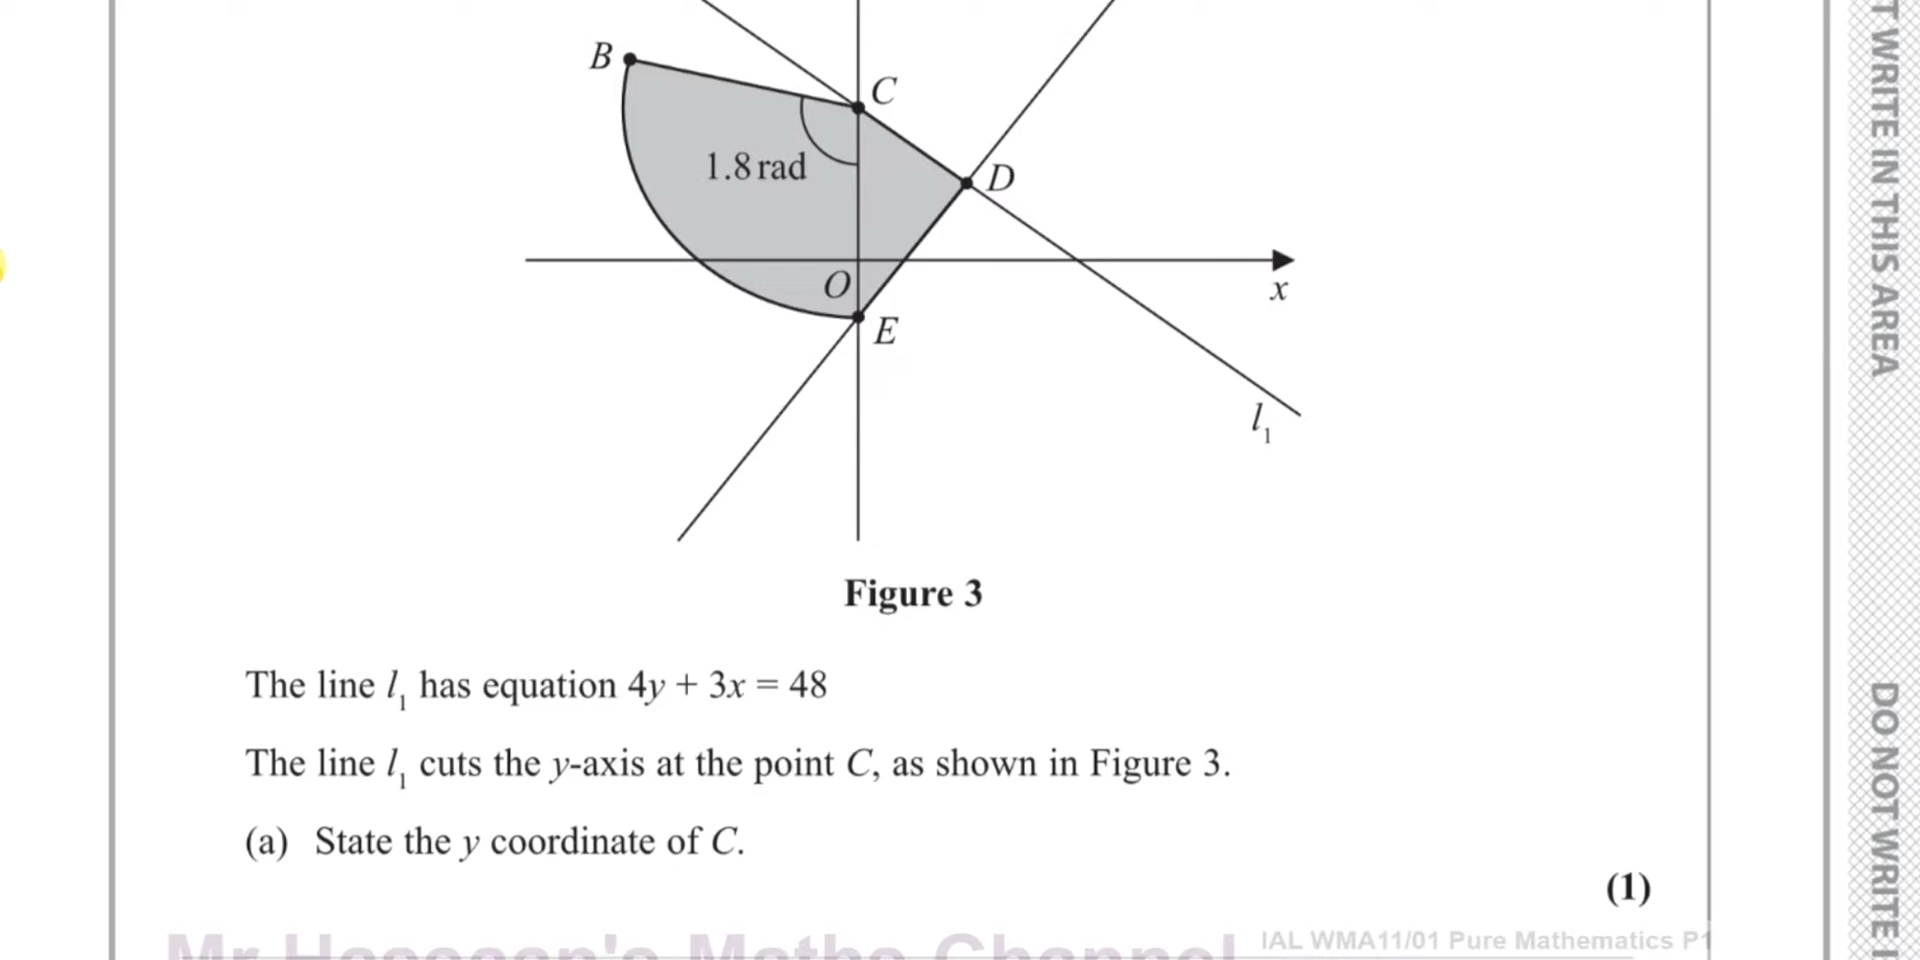 B
C
1.8 rad
D
O
x
E
l₁
Figure 3
The line l₁ has equation 4y + 3x = 48
The line l₁ cuts the y-axis at the point C, as shown in Figure 3.
(a) State the y coordinate of C.
(1)
IAL WMA11/01 Pure Mathematics P1
T WRITE IN THIS AREA
DO NOT WRITE I